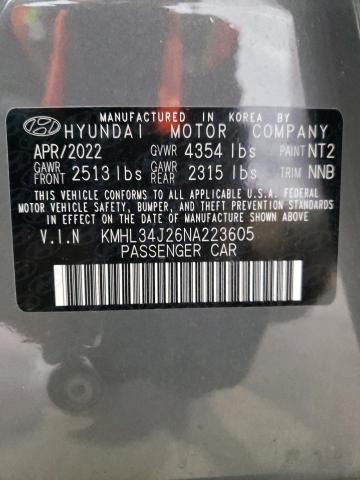 MANUFACTURED IN KOREA BY
HYUNDAI MOTOR COMPANY
APR/2022 GVWR 4354 lbs PAINT NT2
GAWR FRONT 2513 lbs GAWR REAR 2315 lbs TRIM NNB
THIS VEHICLE CONFORMS TO ALL APPLICABLE U.S.A. FEDERAL
MOTOR VEHICLE SAFETY, BUMPER, AND THEFT PREVENTION
STANDARDS IN EFFECT ON THE DATE OF MANUFACTURE SHOWN ABOVE.
V.I.N KMHL34J26NA223605
PASSENGER CAR